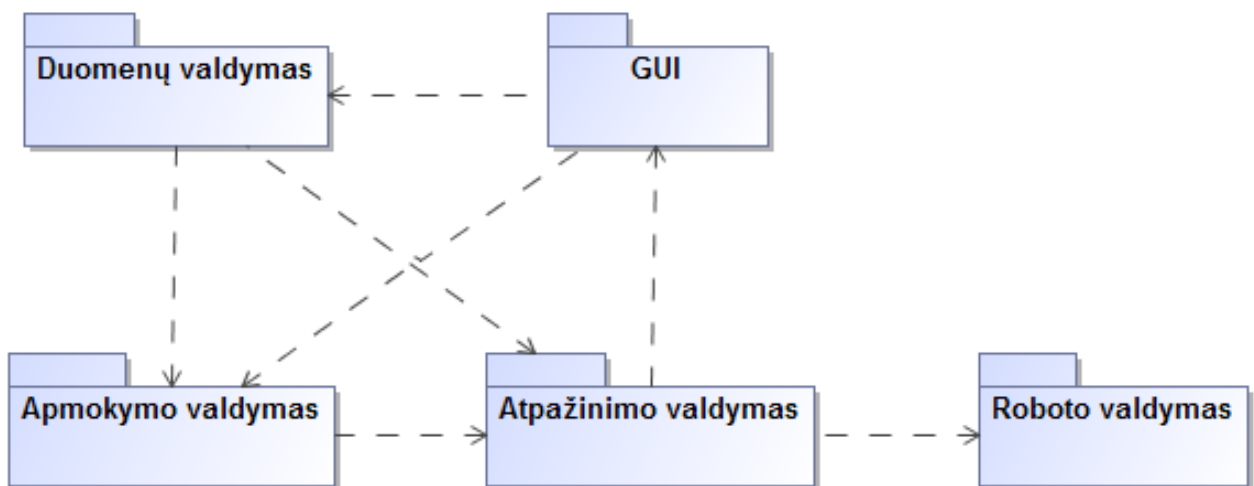 Duomenų valdymas
GUI
Apmokymo valdymas
Atpažinimo valdymas
Roboto valdymas